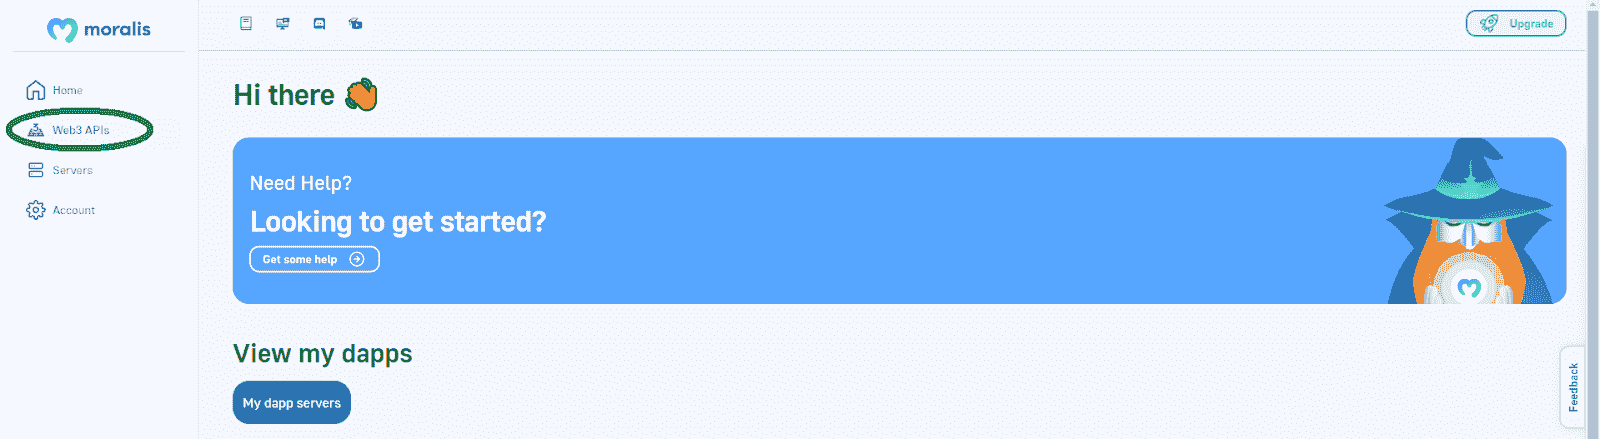 moralis
Upgrade
Home
Web3 APIs
Servers
Account
Hi there
Need Help?
Looking to get started?
Get some help
View my dapps
My dapp servers
Feedback